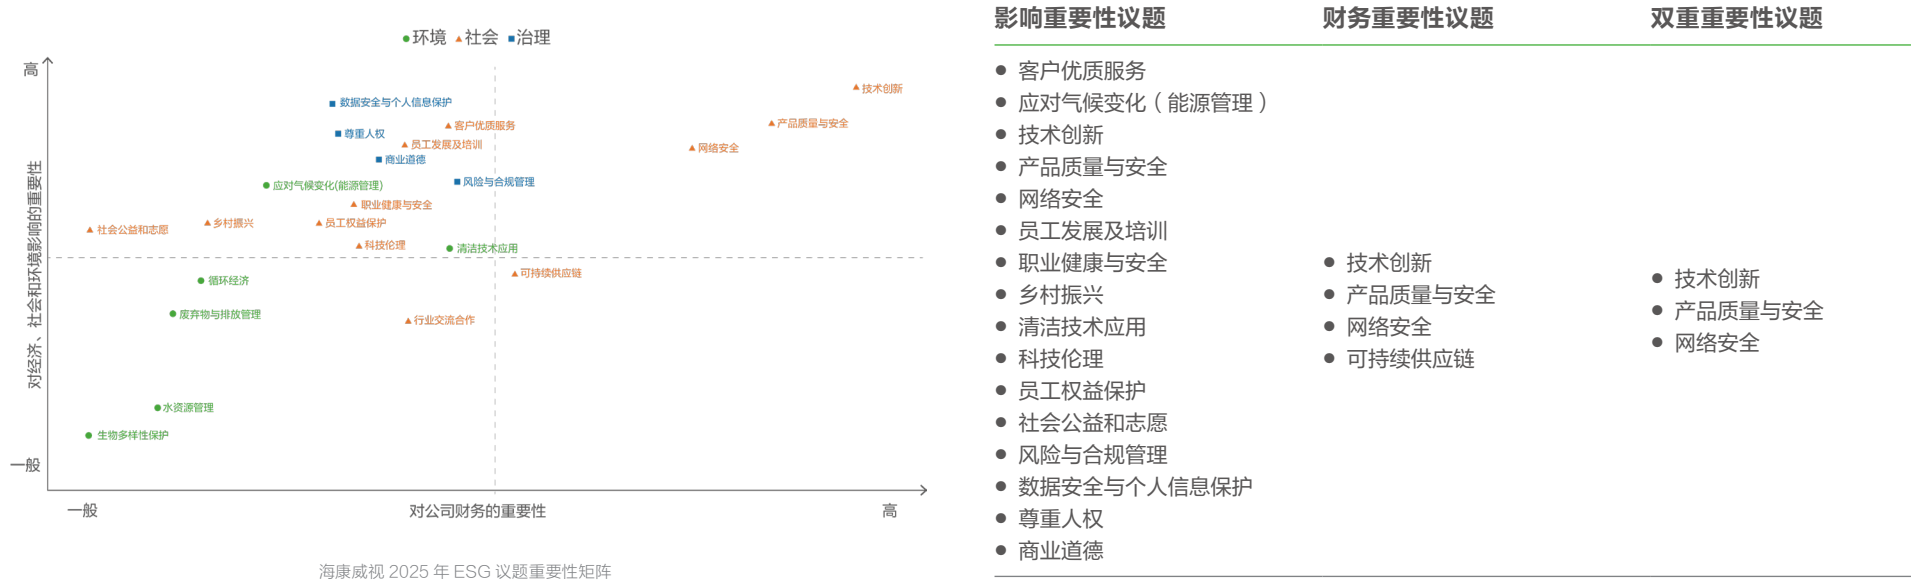 环境 社会 治理
高
技术创新
数据安全与个人信息保护
产品质量与安全
客户优质服务
尊重人权
员工发展及培训
网络安全
商业道德
风险与合规管理
应对气候变化(能源管理)
职业健康与安全
乡村振兴
员工权益保护
社会公益和志愿
科技伦理
清洁技术应用
可持续供应链
循环经济
废弃物与排放管理
行业交流合作
水资源管理
生物多样性保护
对经济、社会和环境影响的重要性
一般
一般
对公司财务的重要性
高
海康威视 2025 年 ESG 议题重要性矩阵
影响重要性议题
客户优质服务
应对气候变化（能源管理）
技术创新
产品质量与安全
网络安全
员工发展及培训
职业健康与安全
乡村振兴
清洁技术应用
科技伦理
员工权益保护
社会公益和志愿
风险与合规管理
数据安全与个人信息保护
尊重人权
商业道德
财务重要性议题
技术创新
产品质量与安全
网络安全
可持续供应链
双重重要性议题
技术创新
产品质量与安全
网络安全